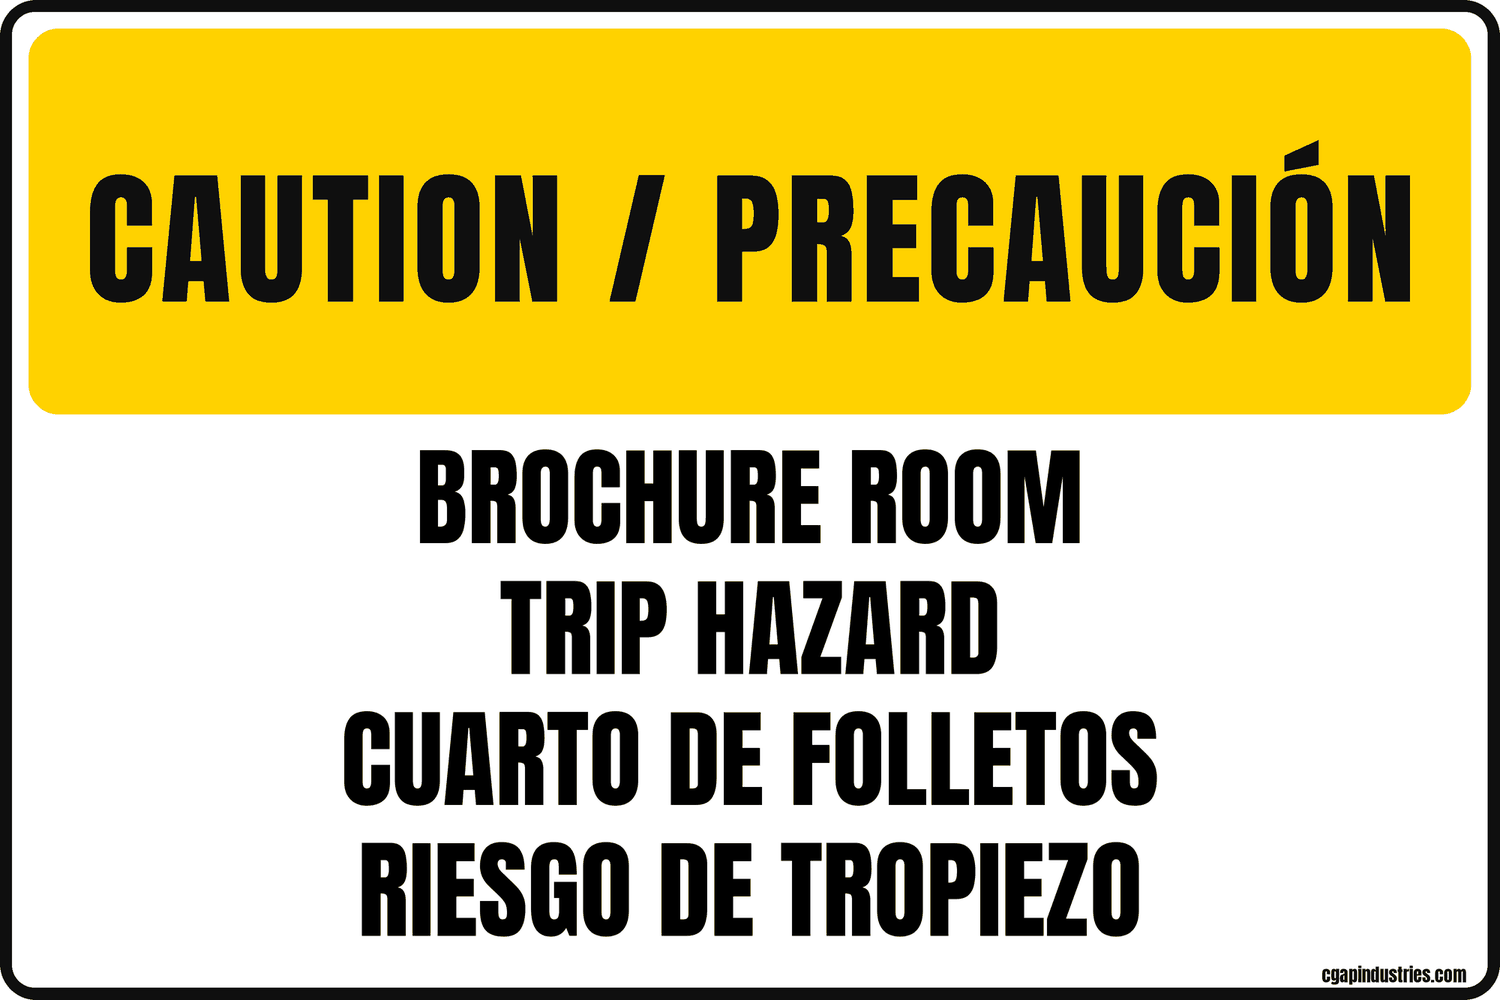 CAUTION / PRECAUCIÓN
BROCHURE ROOM
TRIP HAZARD
CUARTO DE FOLLETOS
RIESGO DE TROPIEZO
cgapindustries.com